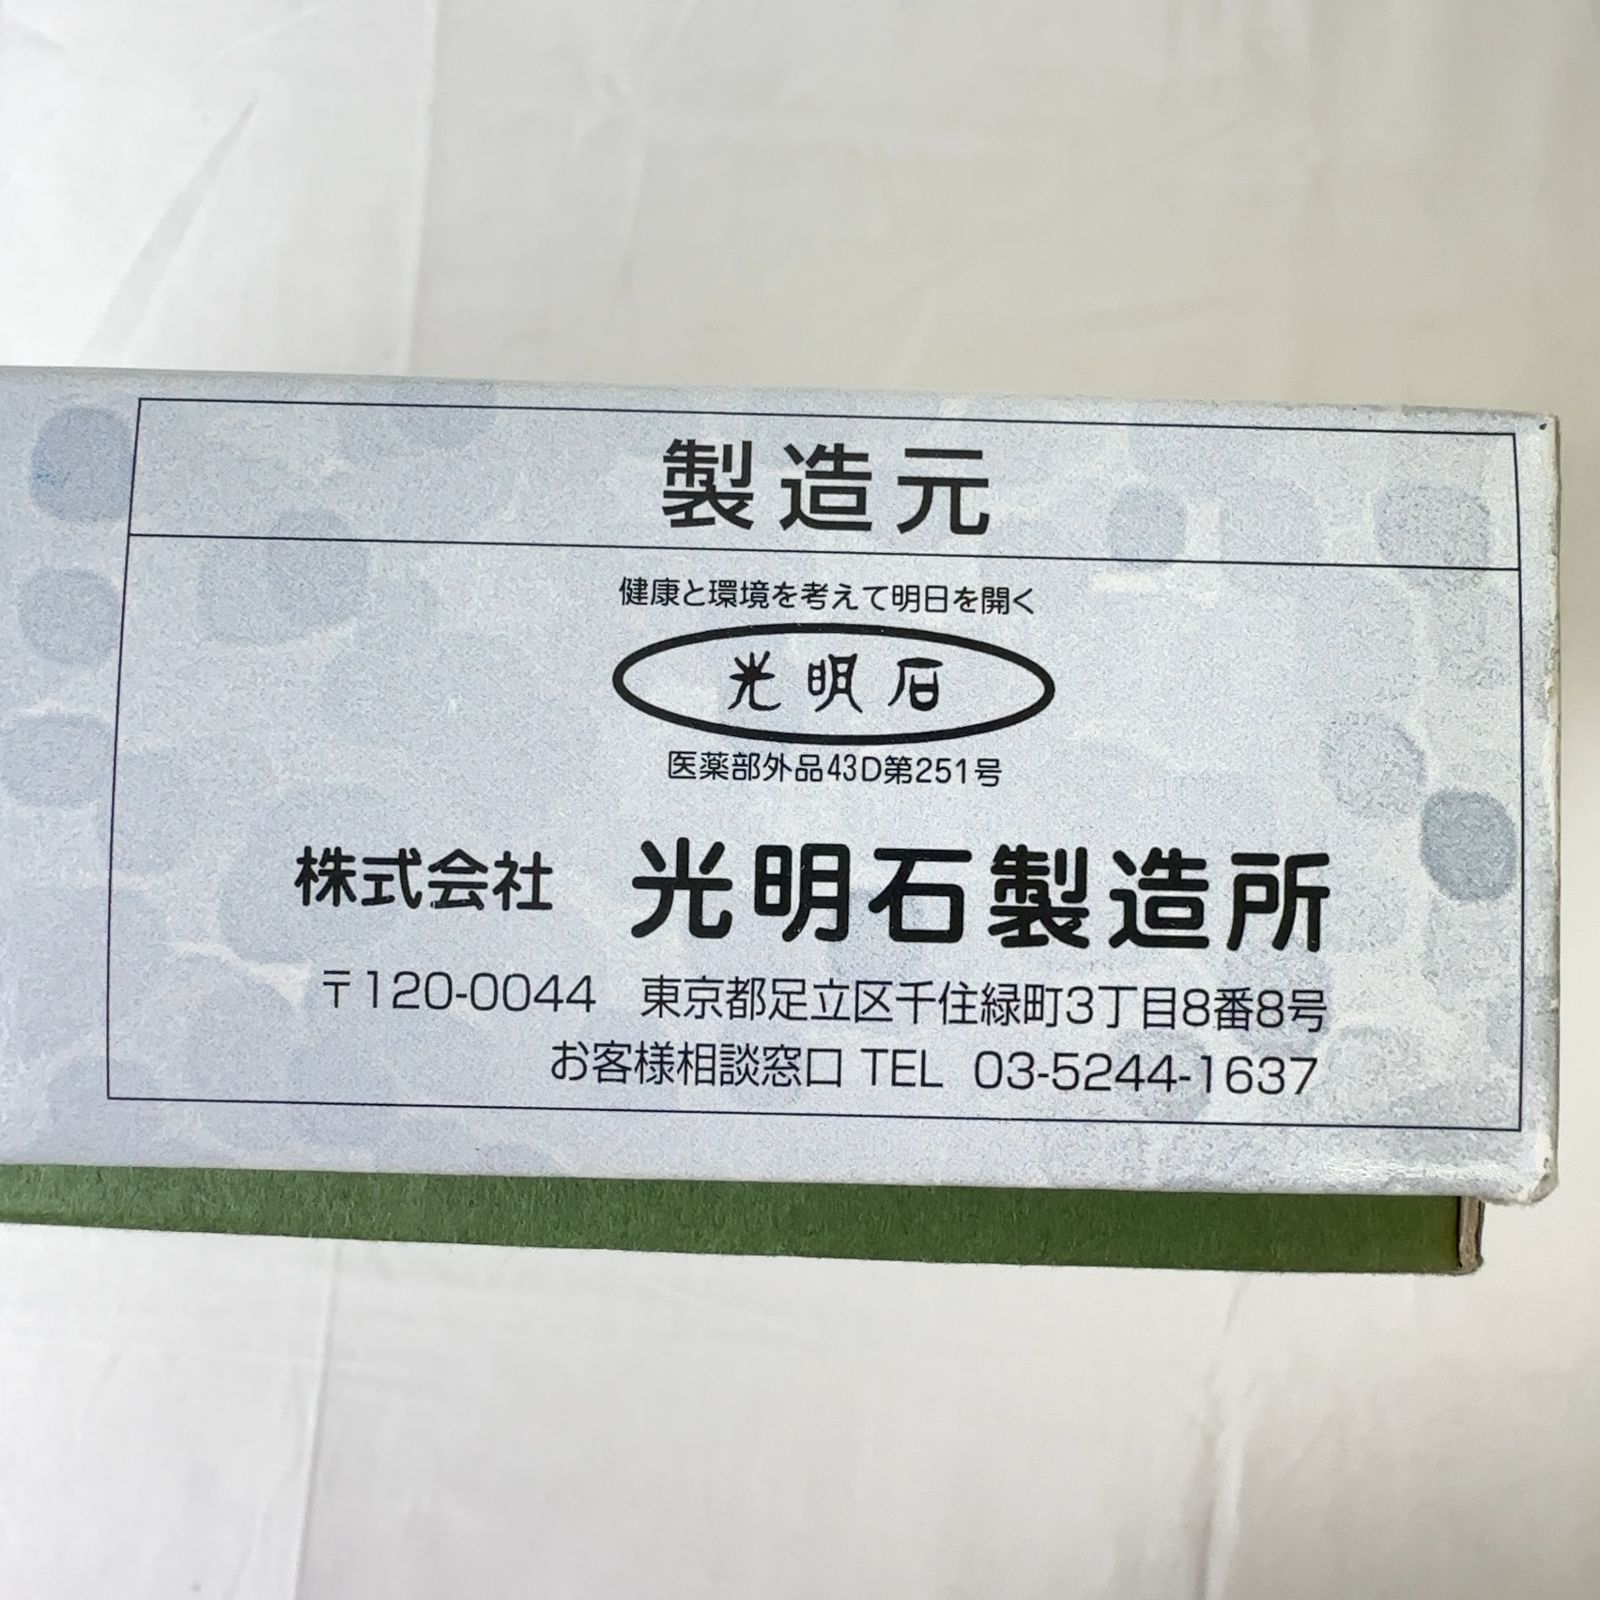 製造元
健康と環境を考えて明日を開く
光明石
医薬部外品43D第251号
株式会社 光明石製造所
〒120-0044 東京都足立区千住緑町3丁目8番8号
お客様相談窓口 TEL 03-5244-1637